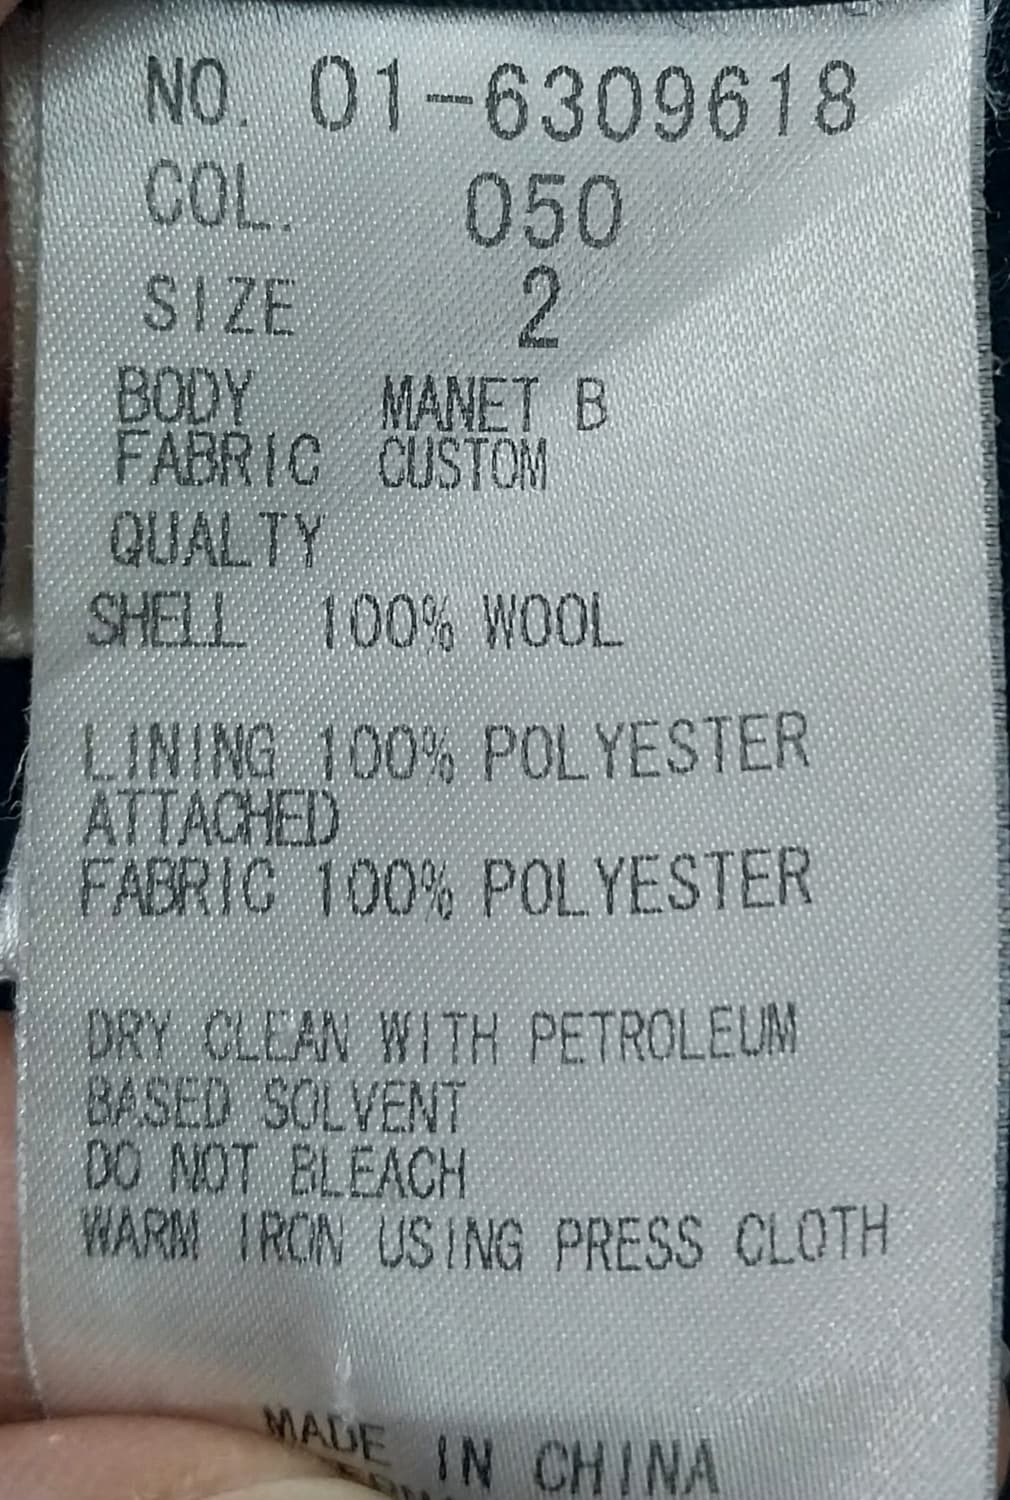 NO. 01-6309618
COL. 050
SIZE 2
BODY MANET B
FABRIC CUSTOM
QUALTY
SHELL 100% WOOL
LINING 100% POLYESTER
ATTACHED
FABRIC 100% POLYESTER
DRY CLEAN WITH PETROLEUM
BASED SOLVENT
DO NOT BLEACH
WARM IRON USING PRESS CLOTH
MADE IN CHINA